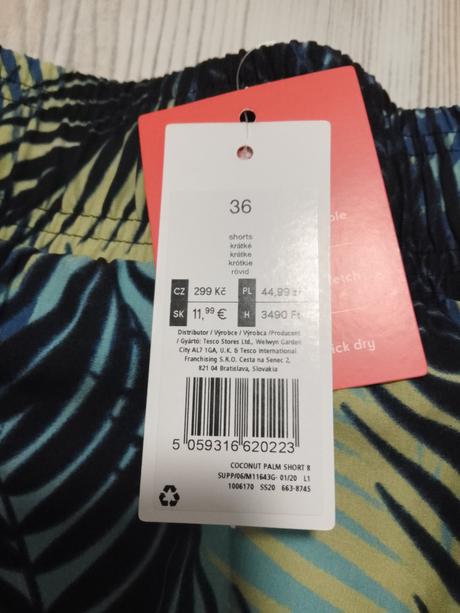 36
shorts
krátké
krátke
krótkie
rövid
CZ 299 Kč PL 44,99 zł
SK 11,99 € H 3490 Ft
Distributor / Výrobce / Výrobca /Producent
/ Gyártó: Tesco Stores Ltd., Welwyn Garden
City AL7 1GA, U.K. & Tesco International
Franchising S.R.O. Cesta na Senec 2,
821 04 Bratislava, Slovakia
5 059316 620223
COCONUT PALM SHORT 8
SUPP/06/M11643G- 01/20 L1
1006170 SS20 663-8745
dry